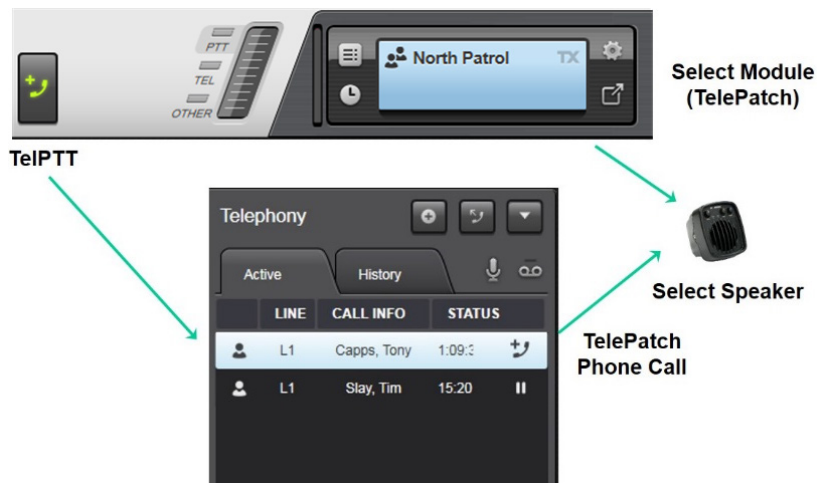 PTT
TEL
OTHER
North Patrol TX
Select Module
(TelePatch)
TelPTT
Telephony
Active History
LINE CALL INFO STATUS
L1 Capps, Tony 1:09:3
L1 Slay, Tim 15:20
Select Speaker
TelePatch
Phone Call